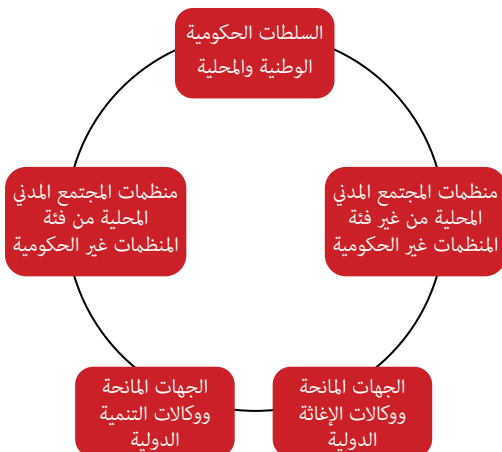 السلطات الحكومية
الوطنية والمحلية
منظمات المجتمع المدني
المحلية من غير فئة
المنظمات غير الحكومية
منظمات المجتمع المدني
المحلية من فئة
المنظمات غير الحكومية
الجهات المانحة
ووكالات الإغاثة
الدولية
الجهات المانحة
ووكالات التنمية
الدولية